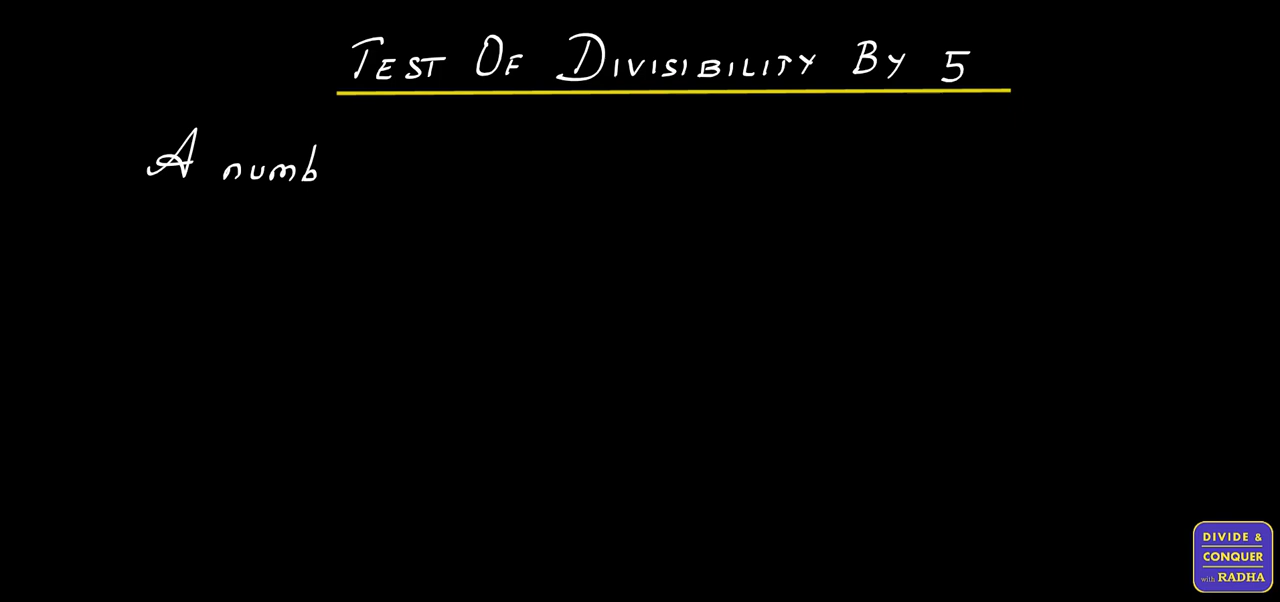 TEST OF DIVISIBILITY BY 5
A numb
DIVIDE &
CONQUER
with RADHA